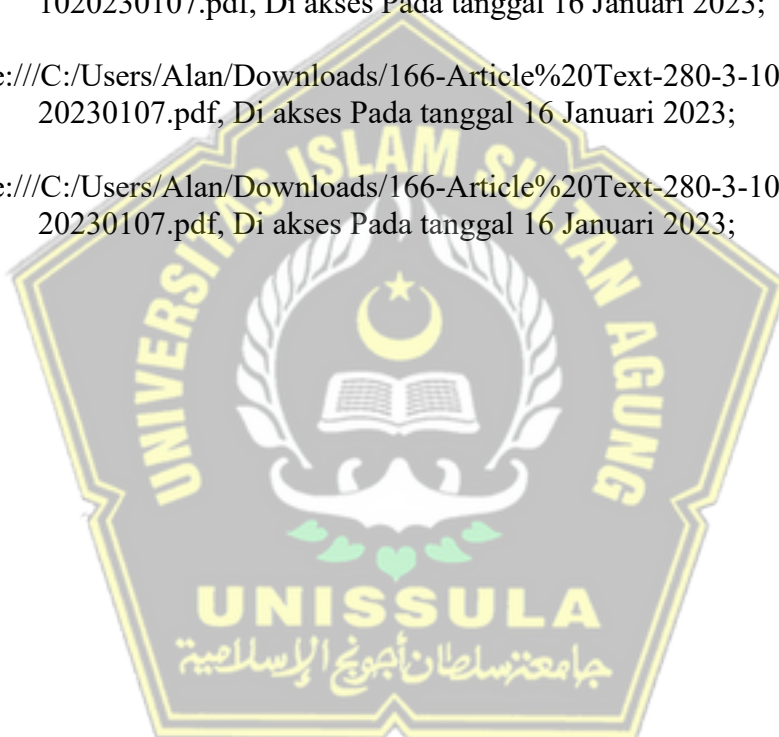 1020230107.pdf, Di akses Pada tanggal 16 Januari 2023;
e:///C:/Users/Alan/Downloads/166-Article%20Text-280-3-10
20230107.pdf, Di akses Pada tanggal 16 Januari 2023;
e:///C:/Users/Alan/Downloads/166-Article%20Text-280-3-10
20230107.pdf, Di akses Pada tanggal 16 Januari 2023;
UNIVERSITAS ISLAM SULTAN AGUNG
UNISSULA
جامعة سلطان أجونج الإسلامية